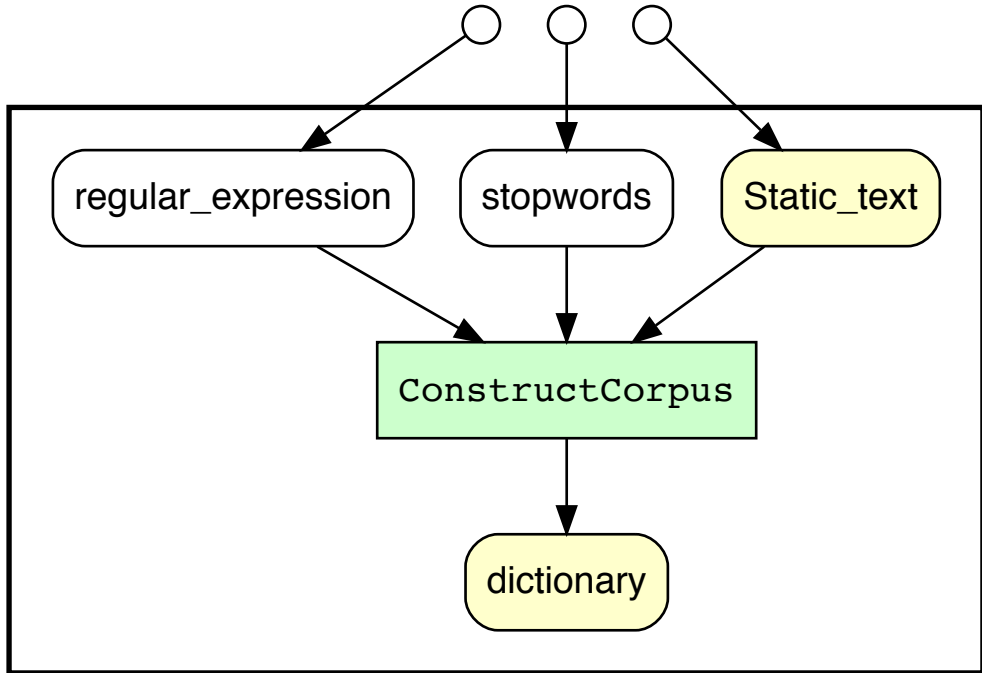 regular_expression
stopwords
Static_text
ConstructCorpus
dictionary